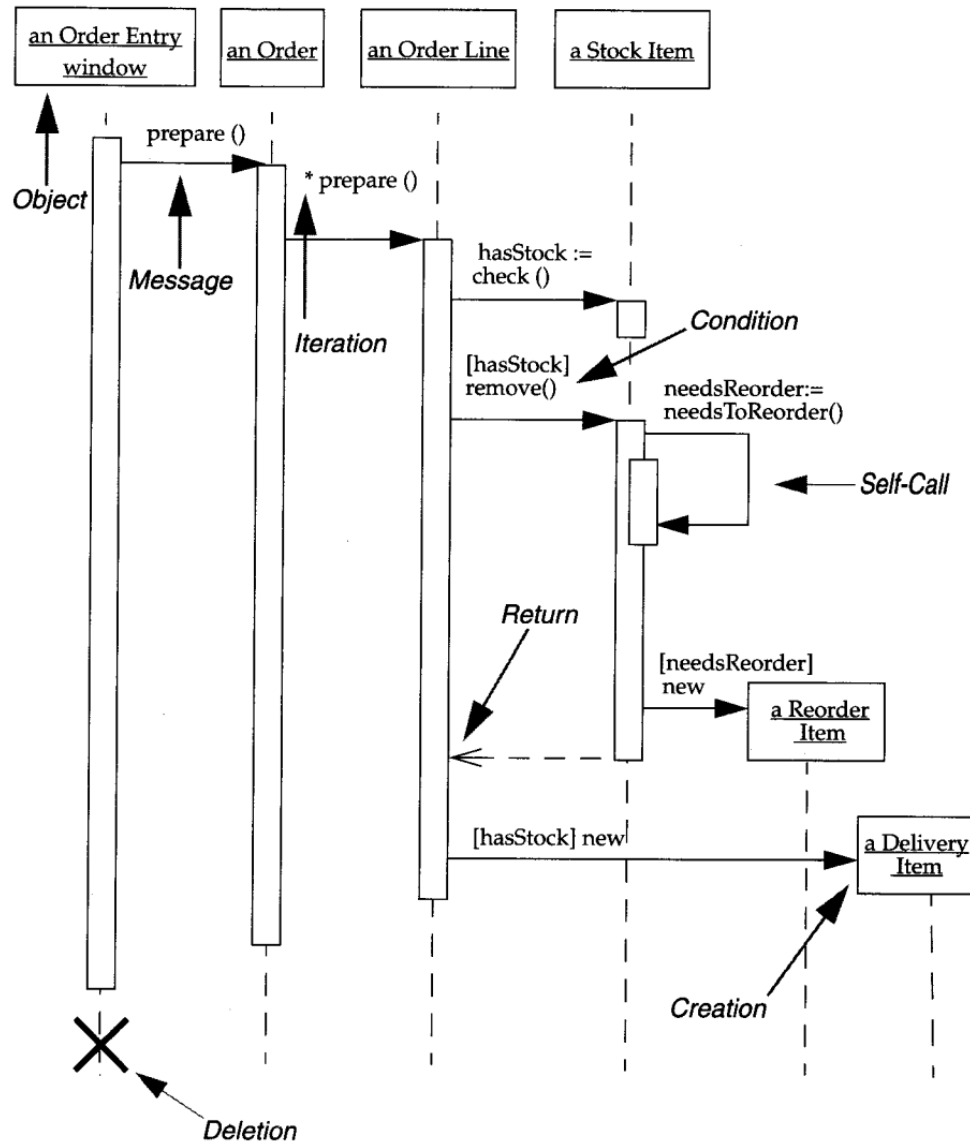 an Order Entry
window
an Order
an Order Line
a Stock Item
prepare ()
Object
* prepare ()
Message
hasStock :=
check ()
Iteration
Condition
[hasStock]
remove()
needsReorder:=
needsToReorder()
Self-Call
Return
[needsReorder]
new
a Reorder
Item
[hasStock] new
a Delivery
Item
Creation
Deletion